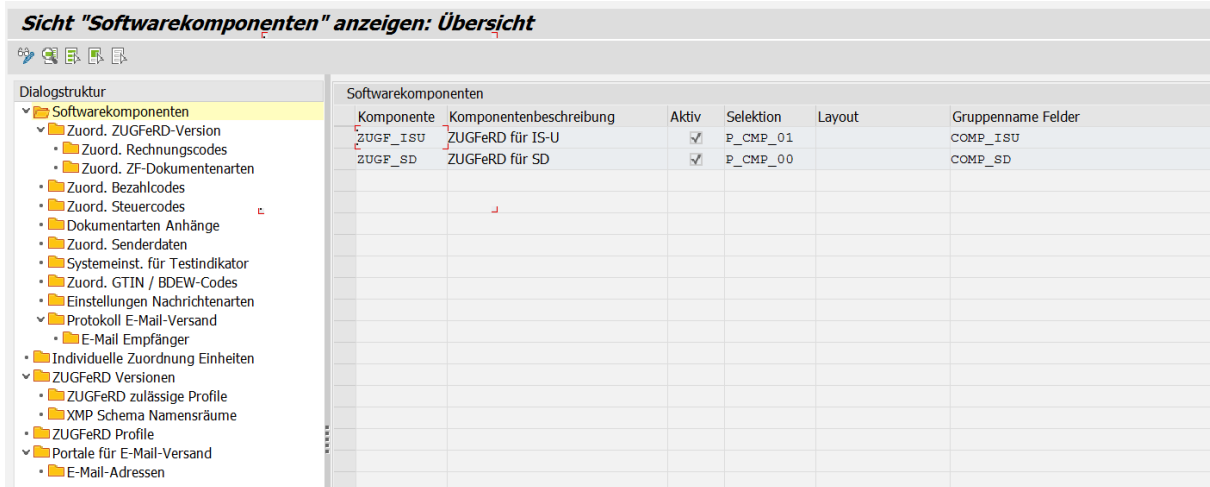 Sicht "Softwarekomponenten" anzeigen: Übersicht
Dialogstruktur
Softwarekomponenten
Zuord. ZUGFeRD-Version
Zuord. Rechnungscodes
Zuord. ZF-Dokumentenarten
Zuord. Bezahlcodes
Zuord. Steuercodes
Dokumentarten Anhänge
Zuord. Senderdaten
Systemeinst. für Testindikator
Zuord. GTIN / BDEW-Codes
Einstellungen Nachrichtenarten
Protokoll E-Mail-Versand
E-Mail Empfänger
Individuelle Zuordnung Einheiten
ZUGFeRD Versionen
ZUGFeRD zulässige Profile
XMP Schema Namensräume
ZUGFeRD Profile
Portale für E-Mail-Versand
E-Mail-Adressen
Softwarekomponenten
Komponente Komponentenbeschreibung Aktiv Selektion Layout Gruppenname Felder
ZUGF_ISU ZUGFeRD für IS-U P_CMP_01 COMP_ISU
ZUGF_SD ZUGFeRD für SD P_CMP_00 COMP_SD